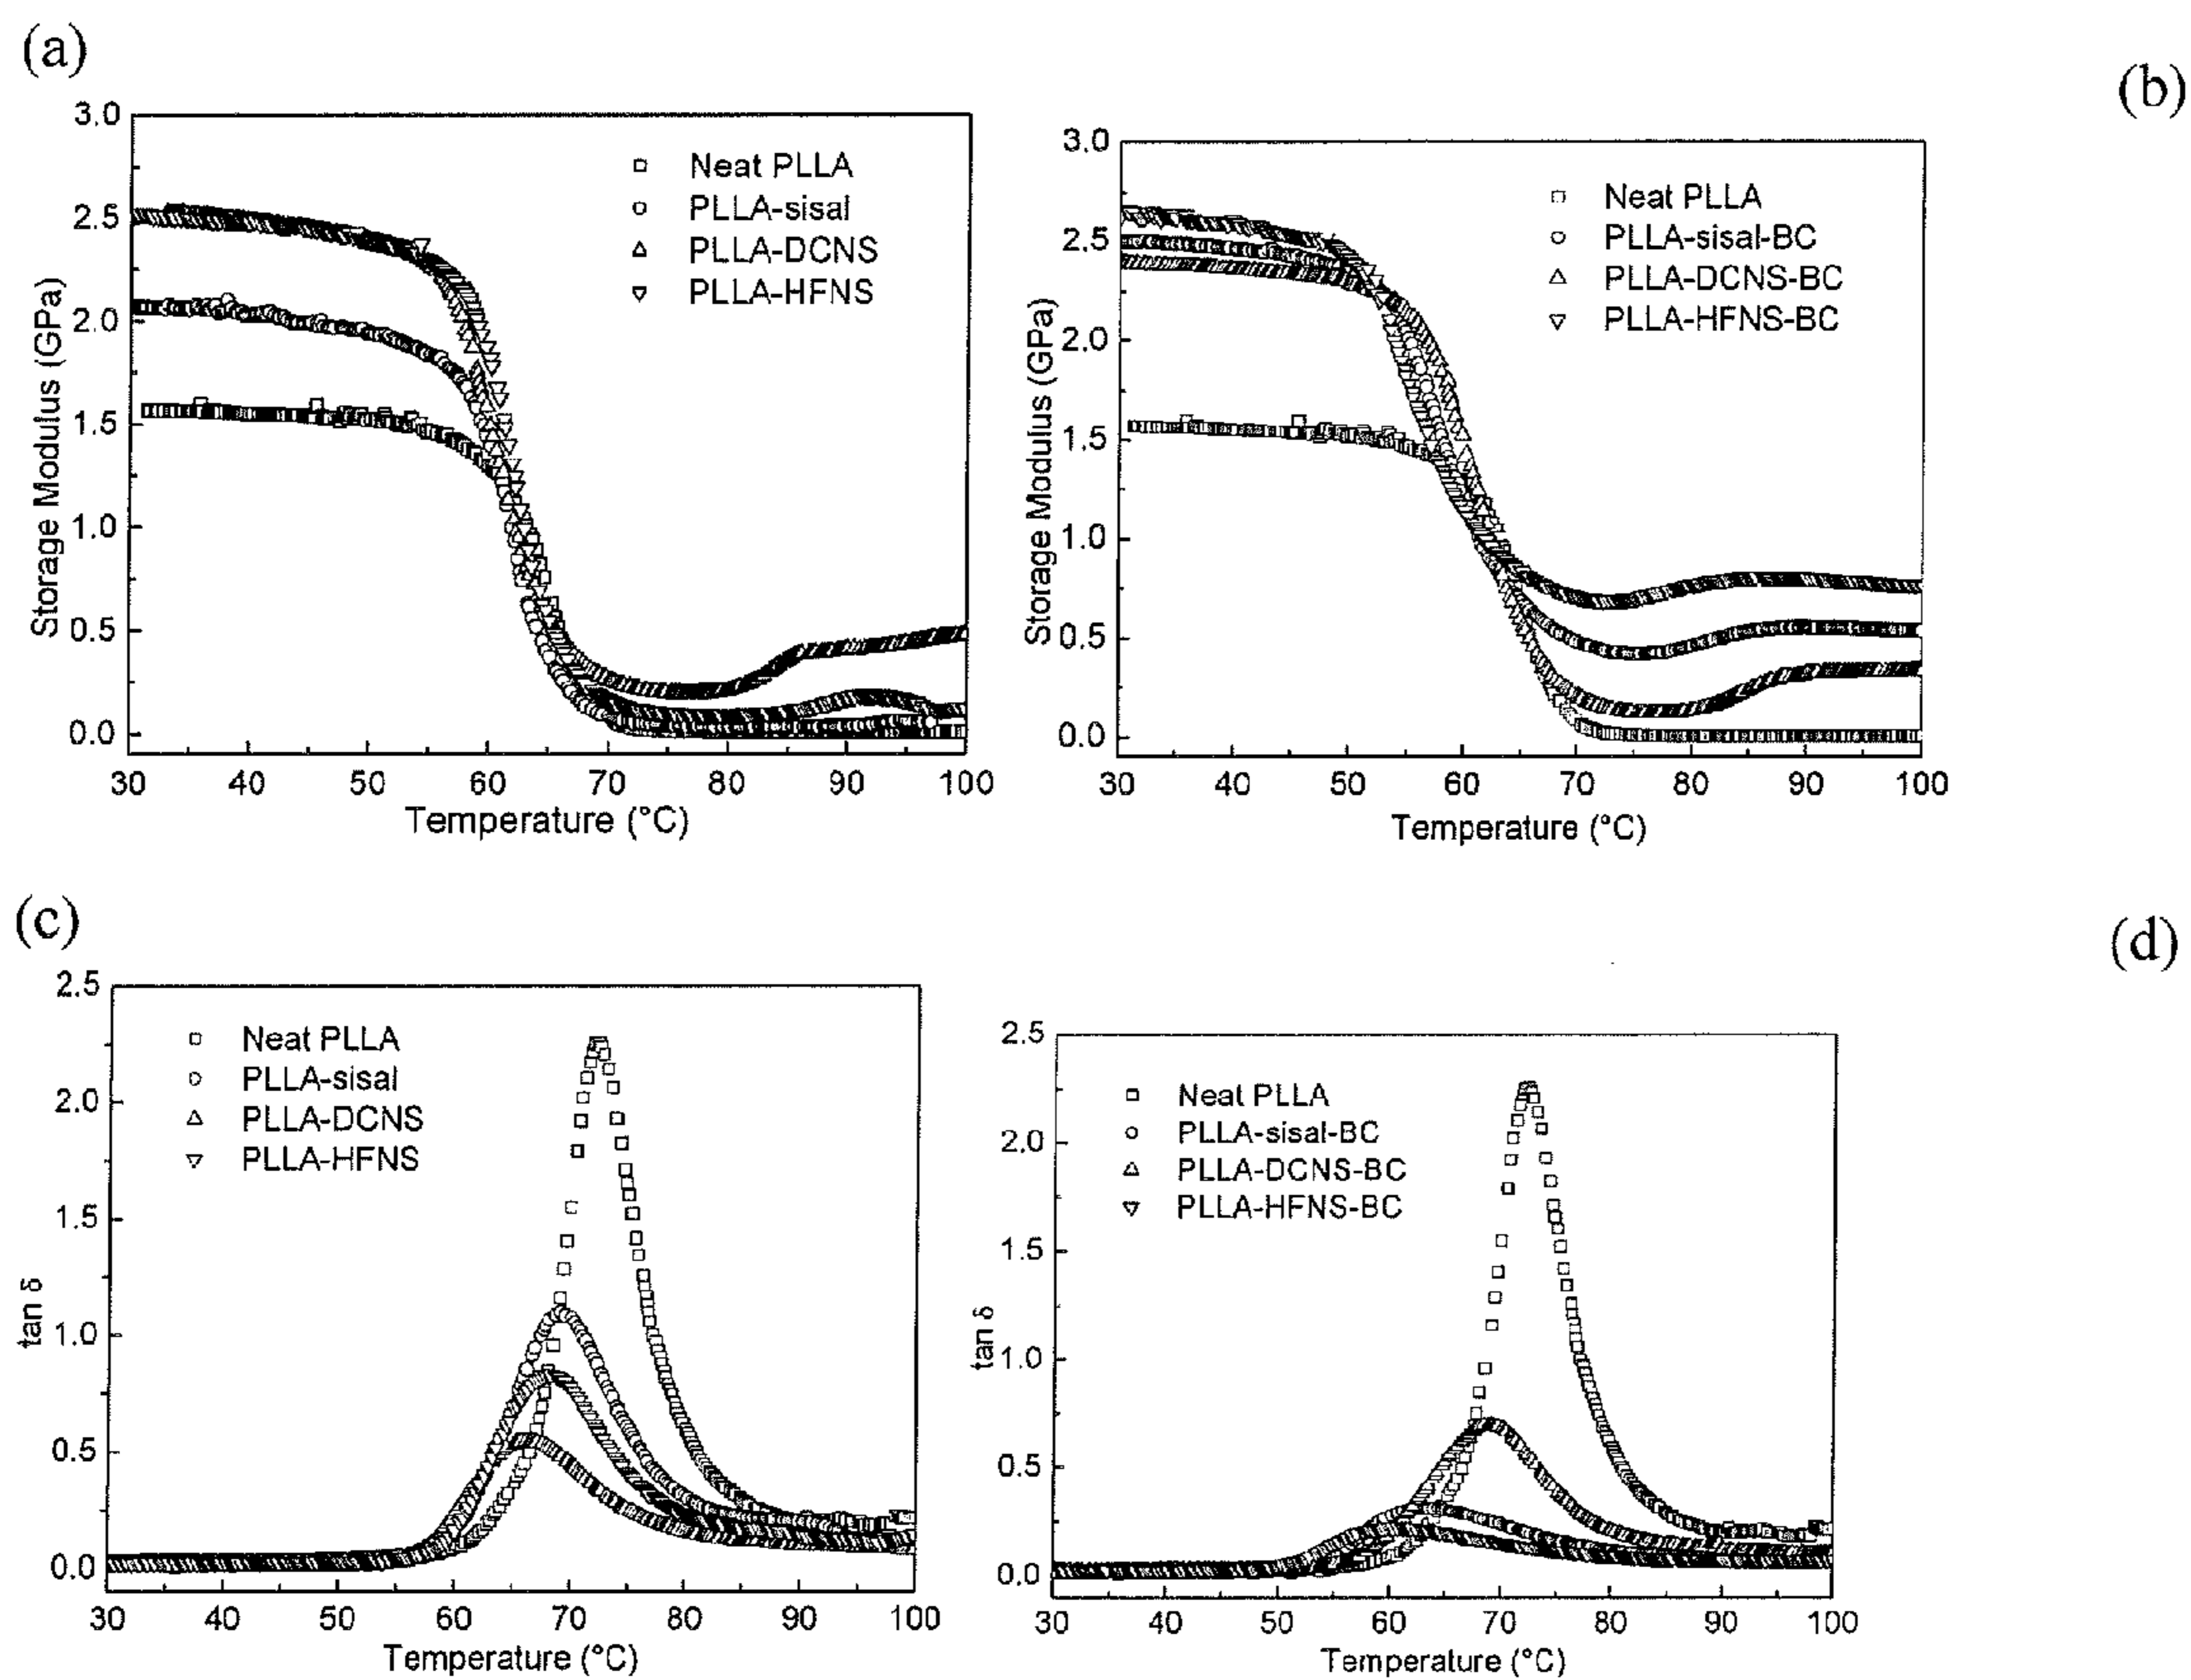 (a)
3.0
2.5
2.0
1.5
1.0
0.5
0.0
Storage Modulus (GPa)
Neat PLLA
PLLA-sisal
PLLA-DCNS
PLLA-HFNS
30 40 50 60 70 80 90 100
Temperature (°C)
(b)
3.0
2.5
2.0
1.5
1.0
0.5
0.0
Storage Modulus (GPa)
Neat PLLA
PLLA-sisal-BC
PLLA-DCNS-BC
PLLA-HFNS-BC
30 40 50 60 70 80 90 100
Temperature (°C)
(c)
2.5
2.0
1.5
1.0
0.5
0.0
tan δ
Neat PLLA
PLLA-sisal
PLLA-DCNS
PLLA-HFNS
30 40 50 60 70 80 90 100
Temperature (°C)
(d)
2.5
2.0
1.5
1.0
0.5
0.0
tan δ
Neat PLLA
PLLA-sisal-BC
PLLA-DCNS-BC
PLLA-HFNS-BC
30 40 50 60 70 80 90 100
Temperature (°C)